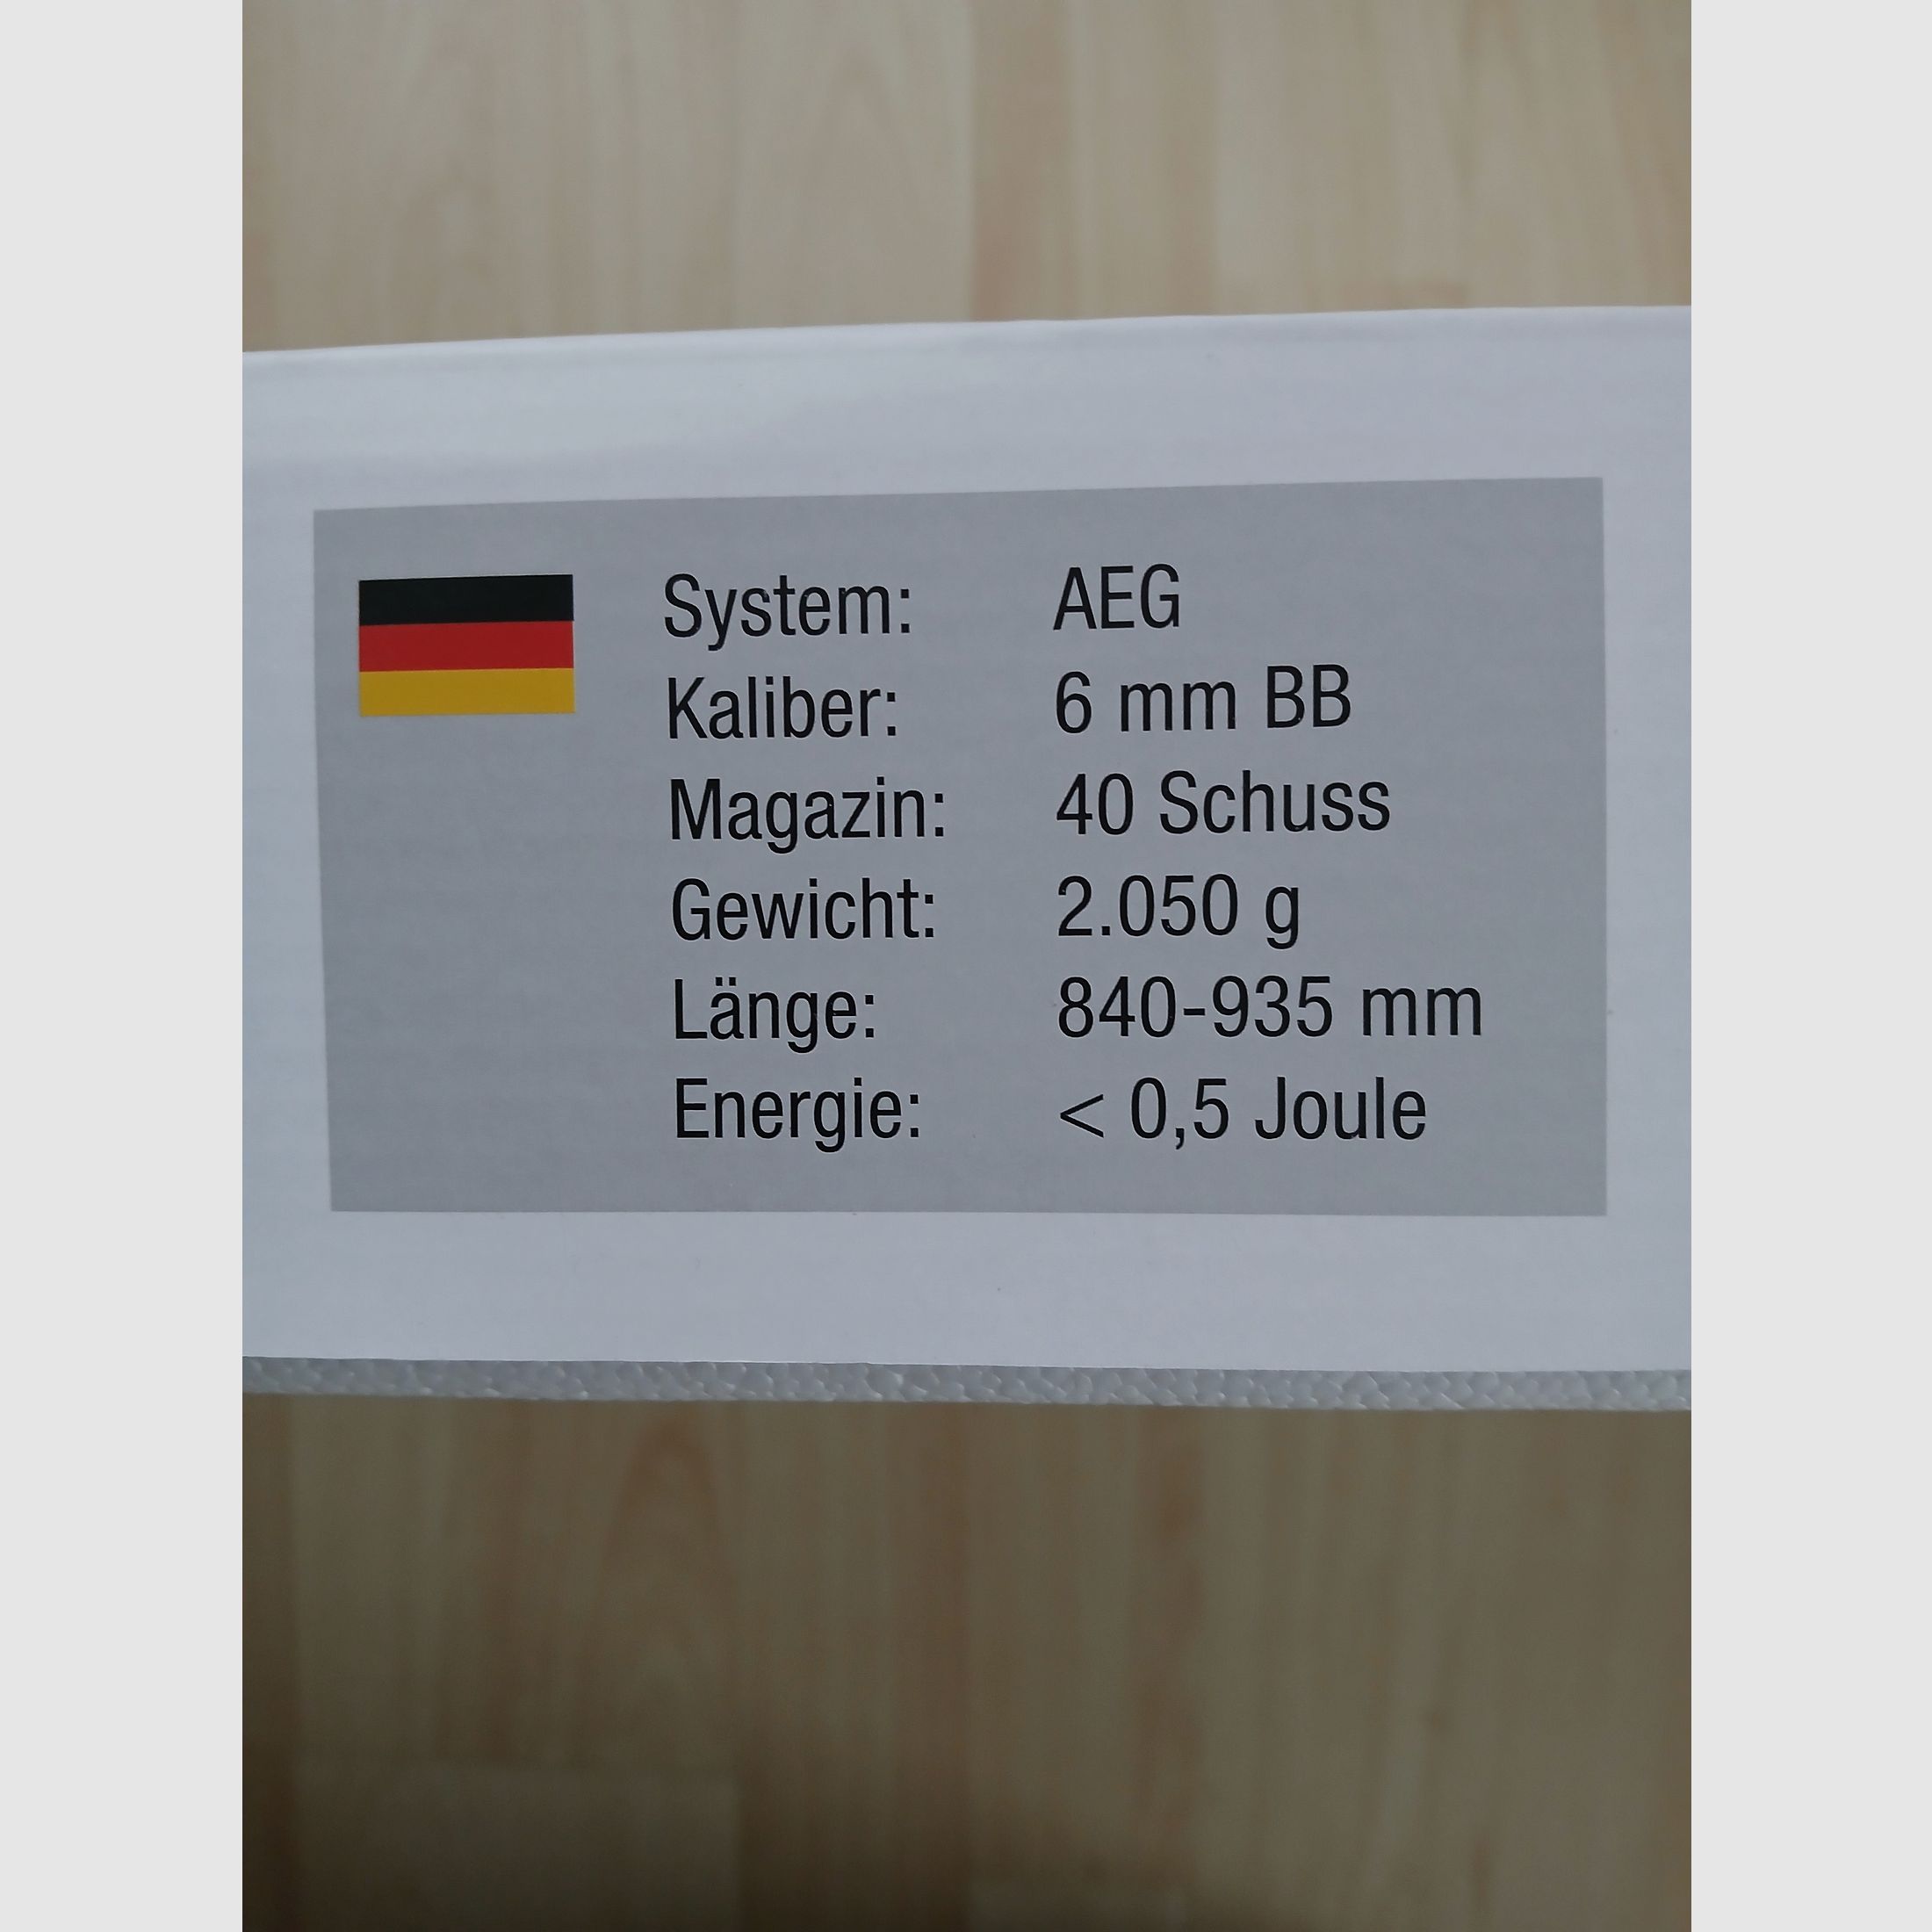 System: AEG
Kaliber: 6 mm BB
Magazin: 40 Schuss
Gewicht: 2.050 g
Länge: 840-935 mm
Energie: < 0,5 Joule